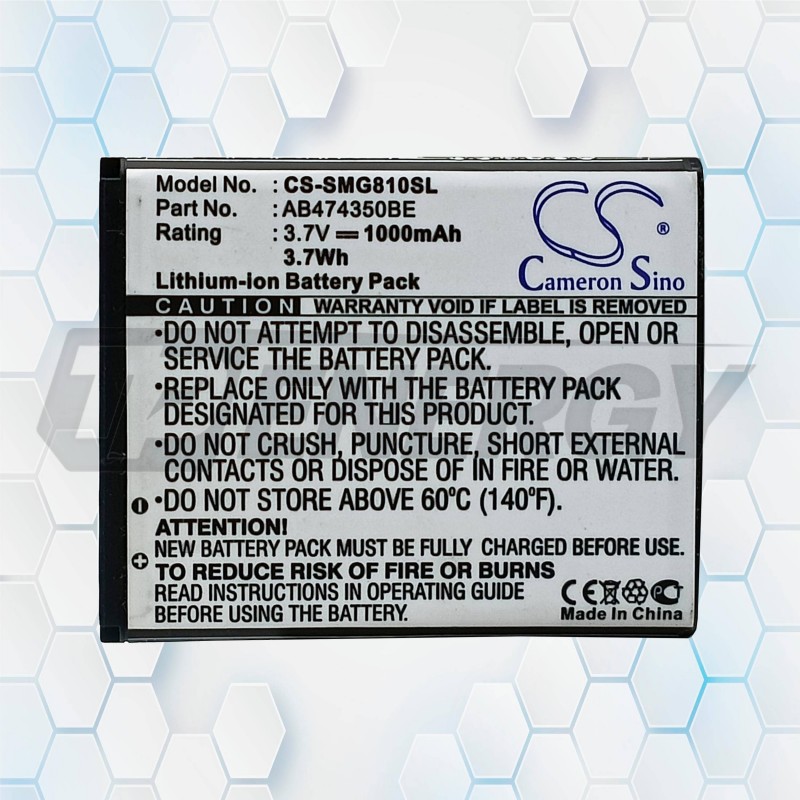 Model No. : CS-SMG810SL
Part No. : AB474350BE
Rating : 3.7V ⎓ 1000mAh
3.7Wh
Lithium-ion Battery Pack
CS ®
Cameron Sino
CAUTION WARRANTY VOID IF LABEL IS REMOVED
•DO NOT ATTEMPT TO DISASSEMBLE, OPEN OR
SERVICE THE BATTERY PACK.
•REPLACE ONLY WITH THE BATTERY PACK
DESIGNATED FOR THIS PRODUCT.
•DO NOT CRUSH, PUNCTURE, SHORT EXTERNAL
CONTACTS OR DISPOSE OF IN FIRE OR WATER.
•DO NOT STORE ABOVE 60ºC (140ºF).
ATTENTION!
NEW BATTERY PACK MUST BE FULLY CHARGED BEFORE USE.
TO REDUCE RISK OF FIRE OR BURNS
READ INSTRUCTIONS IN OPERATING GUIDE
BEFORE USING THE BATTERY.
CE
Made In China